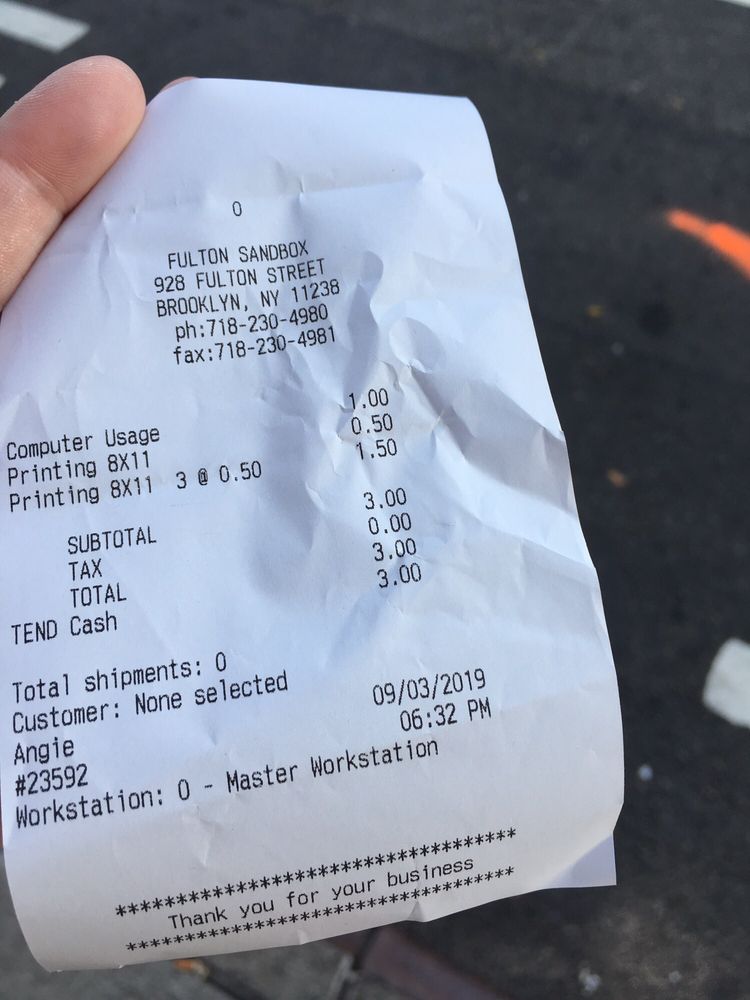 0
FULTON SANDBOX
928 FULTON STREET
BROOKLYN, NY 11238
ph:718-230-4980
fax:718-230-4981
Computer Usage 1.00
Printing 8X11 0.50
Printing 8X11 3 @ 0.50 1.50
SUBTOTAL 3.00
TAX 0.00
TOTAL 3.00
TEND Cash 3.00
Total shipments: 0
Customer: None selected
Angie 09/03/2019
#23592 06:32 PM
Workstation: 0 - Master Workstation
***********************************
Thank you for your business
***********************************